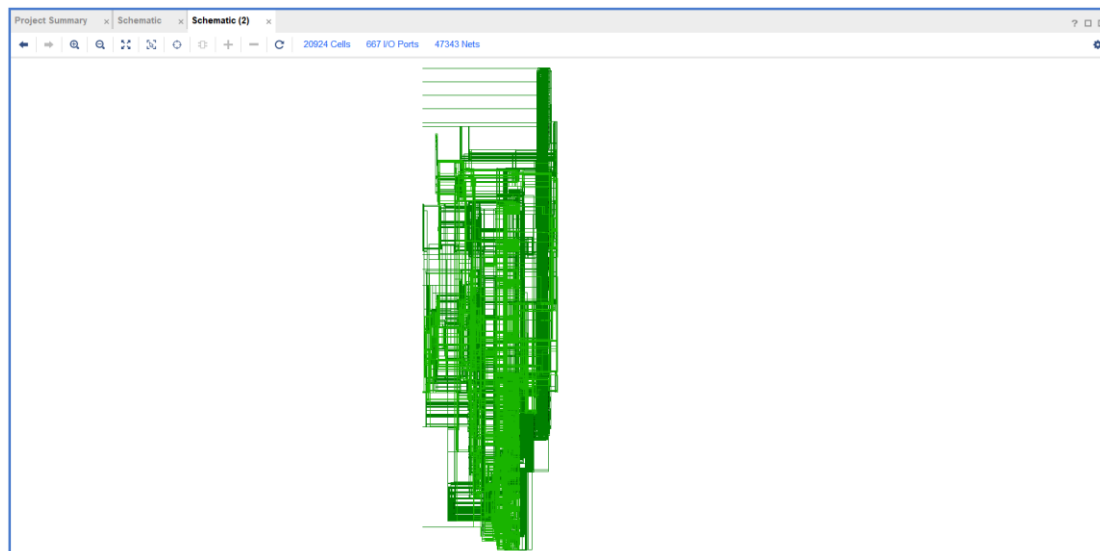 Project Summary × Schematic × Schematic (2) × ?
20924 Cells 667 I/O Ports 47343 Nets